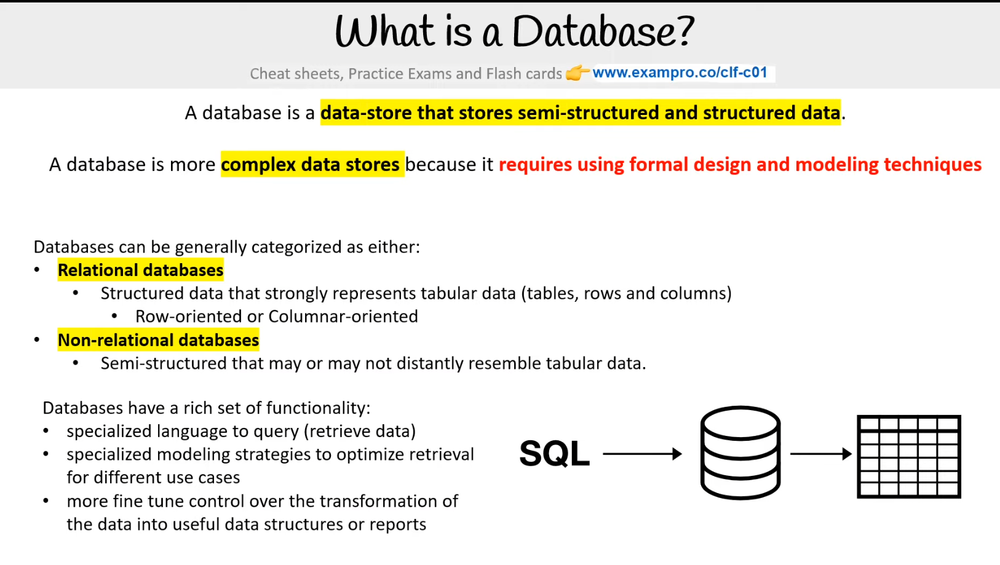 What is a Database?
Cheat sheets, Practice Exams and Flash cards 👉 www.exampro.co/clf-c01
A database is a data-store that stores semi-structured and structured data.
A database is more complex data stores because it requires using formal design and modeling techniques
Databases can be generally categorized as either:
• Relational databases
• Structured data that strongly represents tabular data (tables, rows and columns)
• Row-oriented or Columnar-oriented
• Non-relational databases
• Semi-structured that may or may not distantly resemble tabular data.
Databases have a rich set of functionality:
• specialized language to query (retrieve data)
• specialized modeling strategies to optimize retrieval
for different use cases
• more fine tune control over the transformation of
the data into useful data structures or reports
SQL